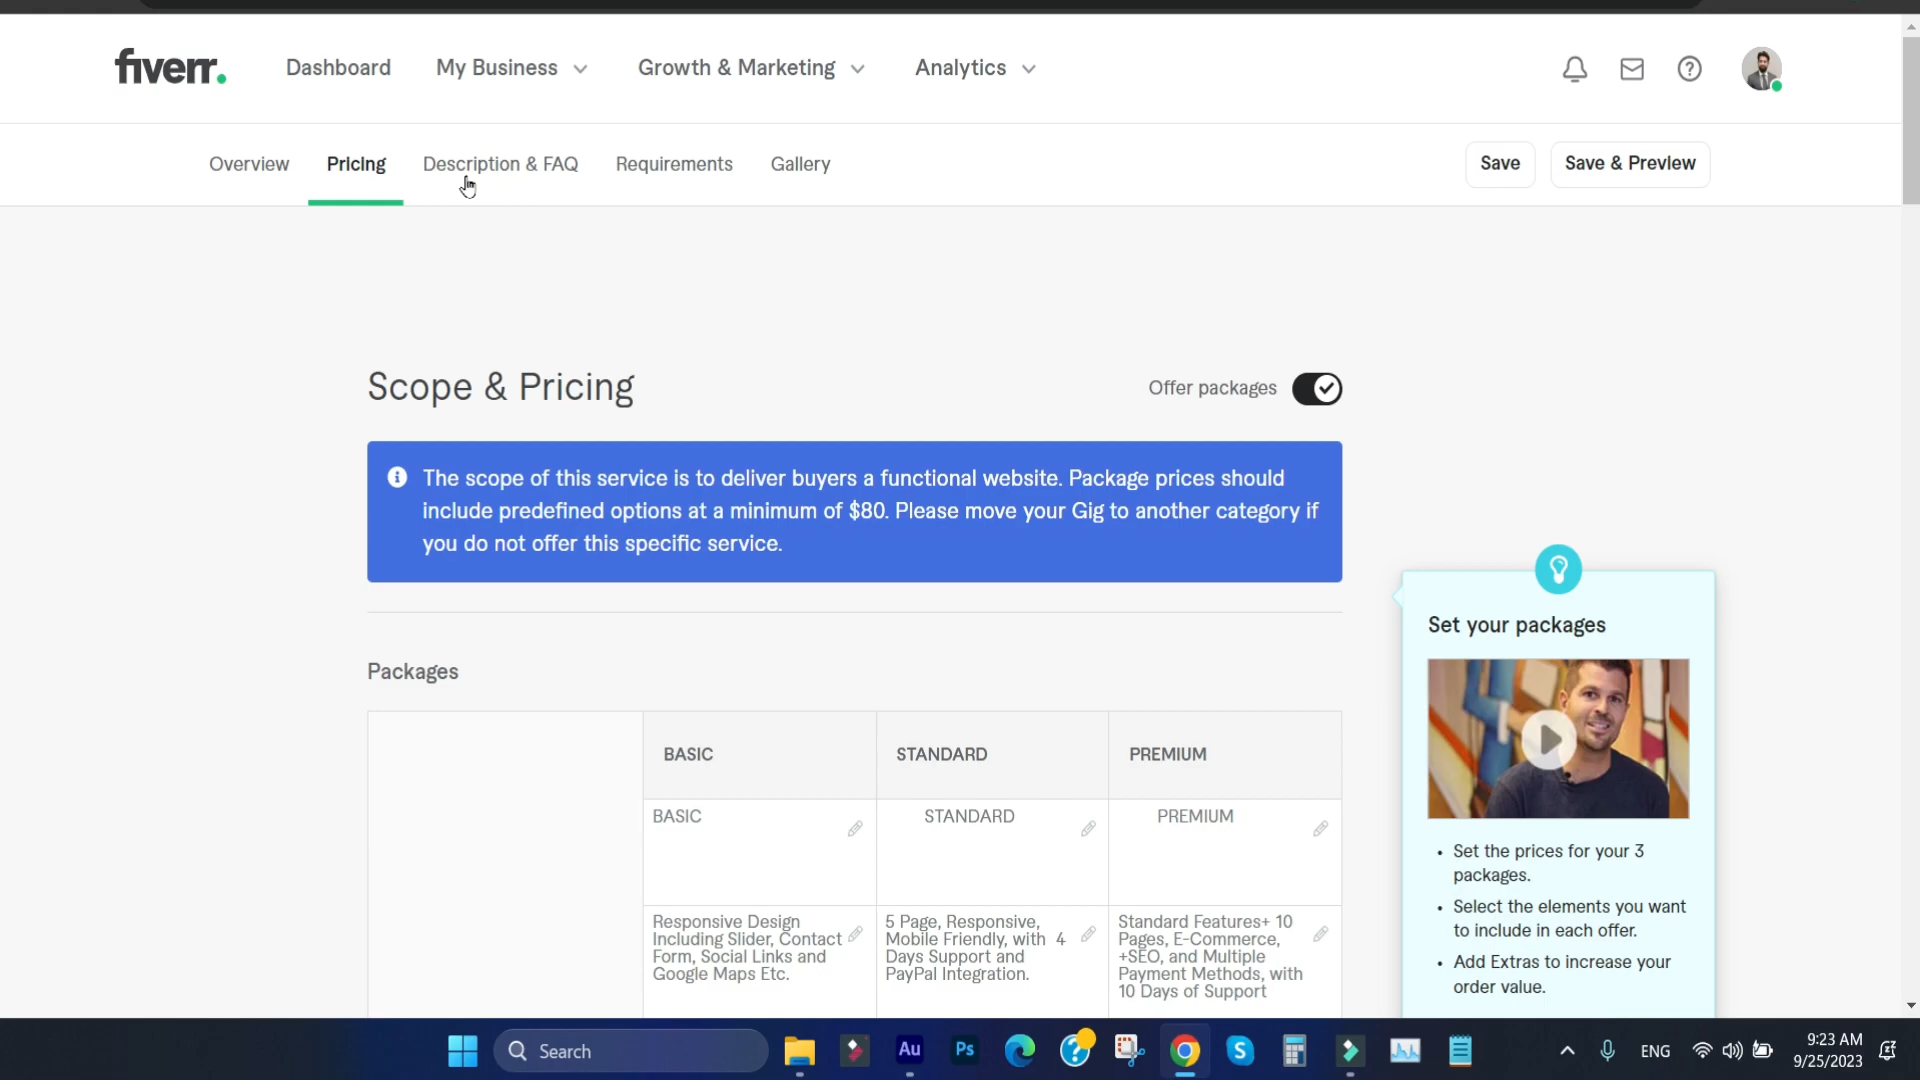 fiverr.
Dashboard
My Business
Growth & Marketing
Analytics
Overview
Pricing
Description & FAQ
Requirements
Gallery
Save
Save & Preview
Scope & Pricing
Offer packages
The scope of this service is to deliver buyers a functional website. Package prices should
include predefined options at a minimum of $80. Please move your Gig to another category if
you do not offer this specific service.
Packages
BASIC
STANDARD
PREMIUM
BASIC
STANDARD
PREMIUM
Responsive Design
Including Slider, Contact
Form, Social Links and
Google Maps Etc.
5 Page, Responsive,
Mobile Friendly, with 4
Days Support and
PayPal Integration.
Standard Features+ 10
Pages, E-Commerce,
+SEO, and Multiple
Payment Methods, with
10 Days of Support
Set your packages
• Set the prices for your 3
packages.
• Select the elements you want
to include in each offer.
• Add Extras to increase your
order value.
Search
Au
Ps
ENG
9:23 AM
9/25/2023